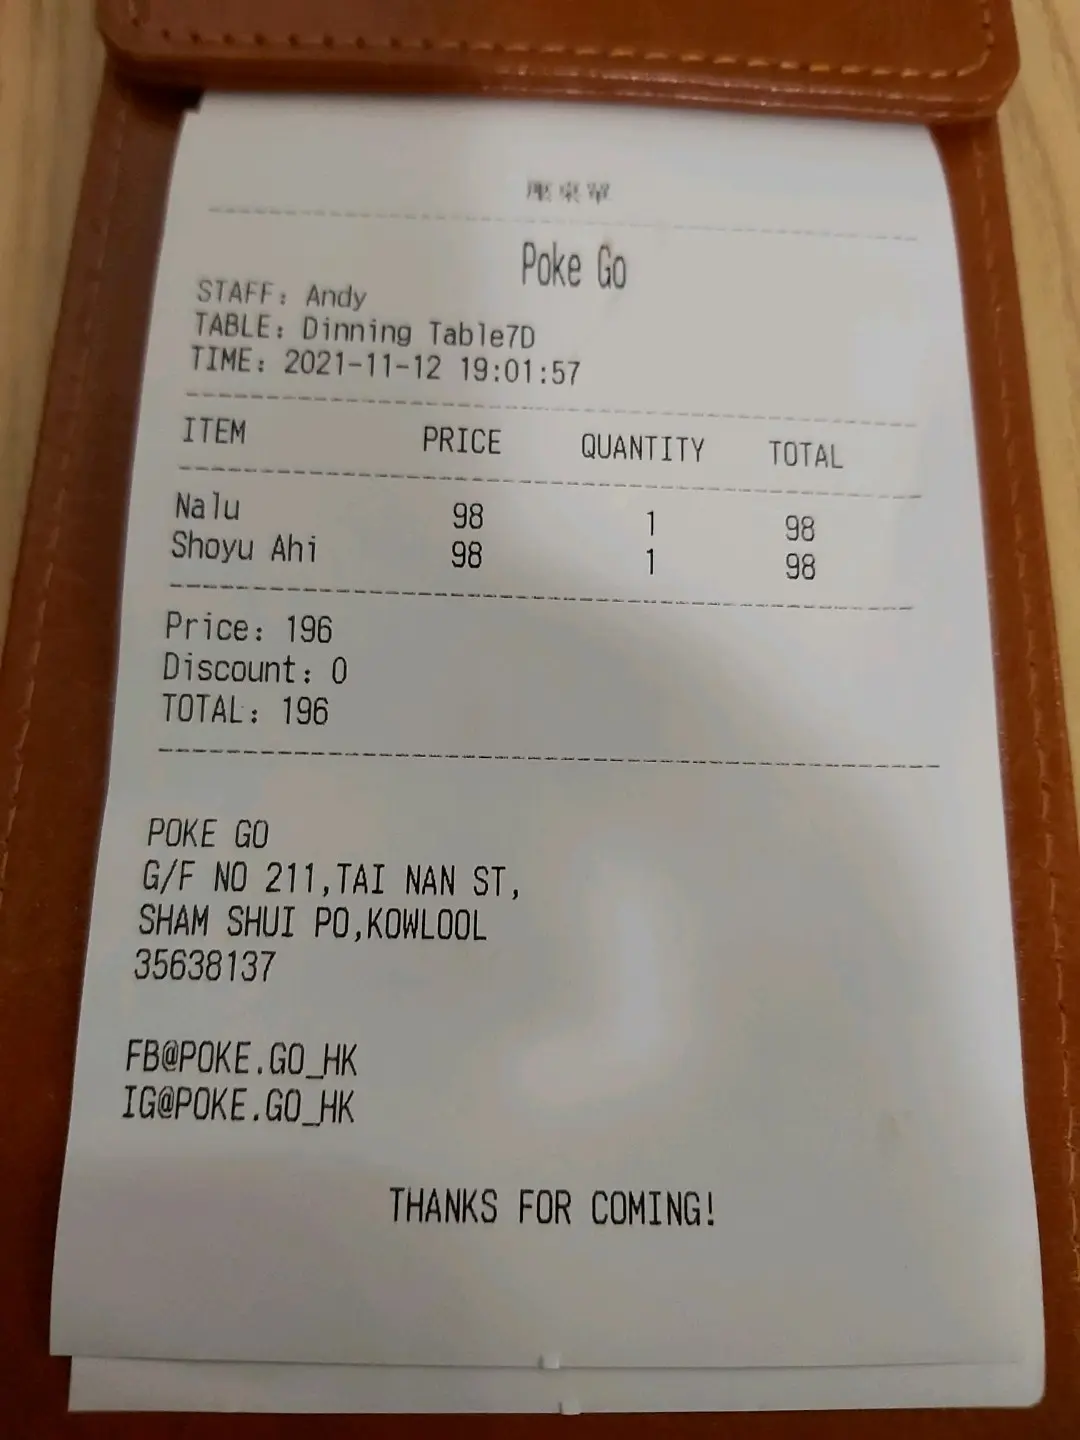 Poke Go
STAFF: Andy
TABLE: Dinning Table7D
TIME: 2021-11-12 19:01:57
ITEM PRICE QUANTITY TOTAL
Nalu 98 1 98
Shoyu Ahi 98 1 98
Price: 196
Discount: 0
TOTAL: 196
POKE GO
G/F NO 211,TAI NAN ST,
SHAM SHUI PO,KOWLOOL
35638137
FB@POKE.GO_HK
IG@POKE.GO_HK
THANKS FOR COMING!